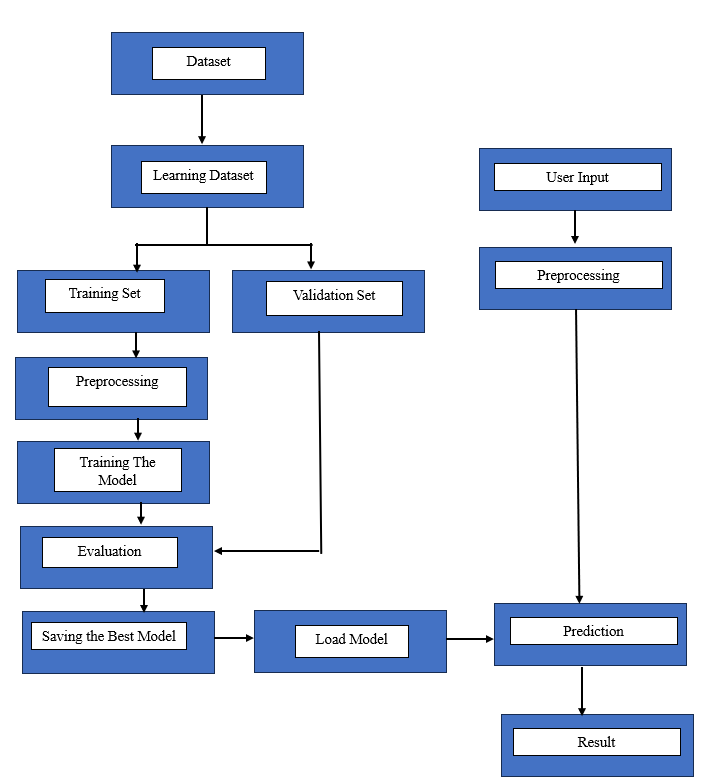 Dataset
Learning Dataset
Training Set
Validation Set
Preprocessing
Training The
Model
Evaluation
Saving the Best Model
Load Model
User Input
Preprocessing
Prediction
Result